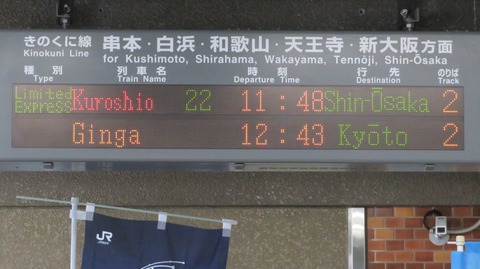 きのくに線 串本・白浜・和歌山・天王寺・新大阪方面
Kinokuni Line for Kushimoto, Shirahama, Wakayama, Tennōji, Shin-Ōsaka
種別 列車名 時刻 行先 のりば
Type Train Name Departure Time Destination Track
Limited Express Kuroshio 22 11:48 Shin-Ōsaka 2
Ginga 12:43 Kyōto 2
JR